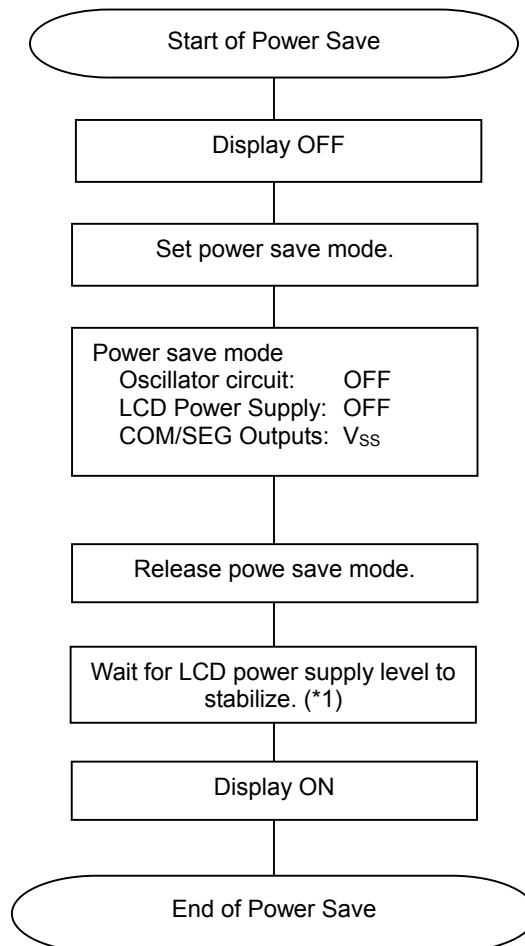 Start of Power Save
Display OFF
Set power save mode.
Power save mode
Oscillator circuit: OFF
LCD Power Supply: OFF
COM/SEG Outputs: VSS
Release powe save mode.
Wait for LCD power supply level to
stabilize. (*1)
Display ON
End of Power Save